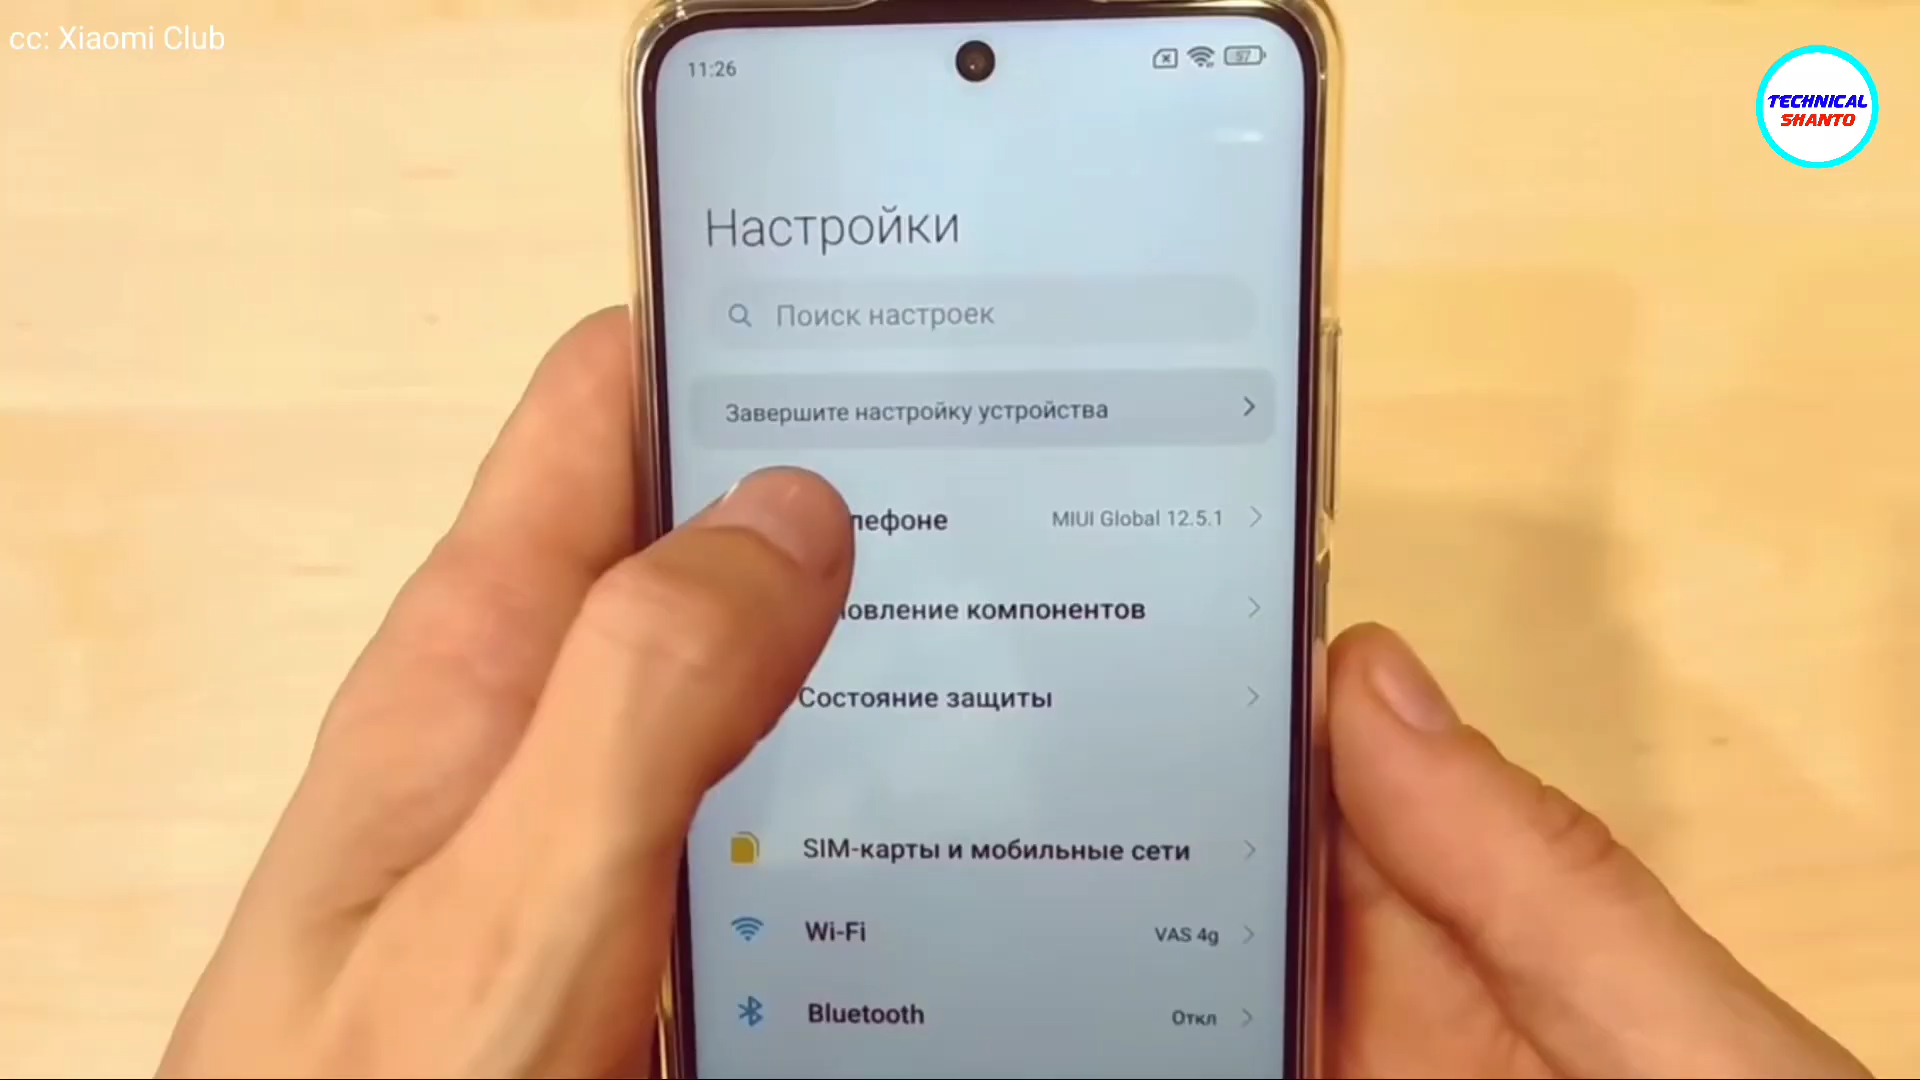 cc: Xiaomi Club
TECHNICAL
SHANTO
11:26
57
Настройки
Поиск настроек
Завершите настройку устройства
лефоне MIUI Global 12.5.1
овление компонентов
Состояние защиты
SIM-карты и мобильные сети
Wi-Fi VAS 4g
Bluetooth Откл